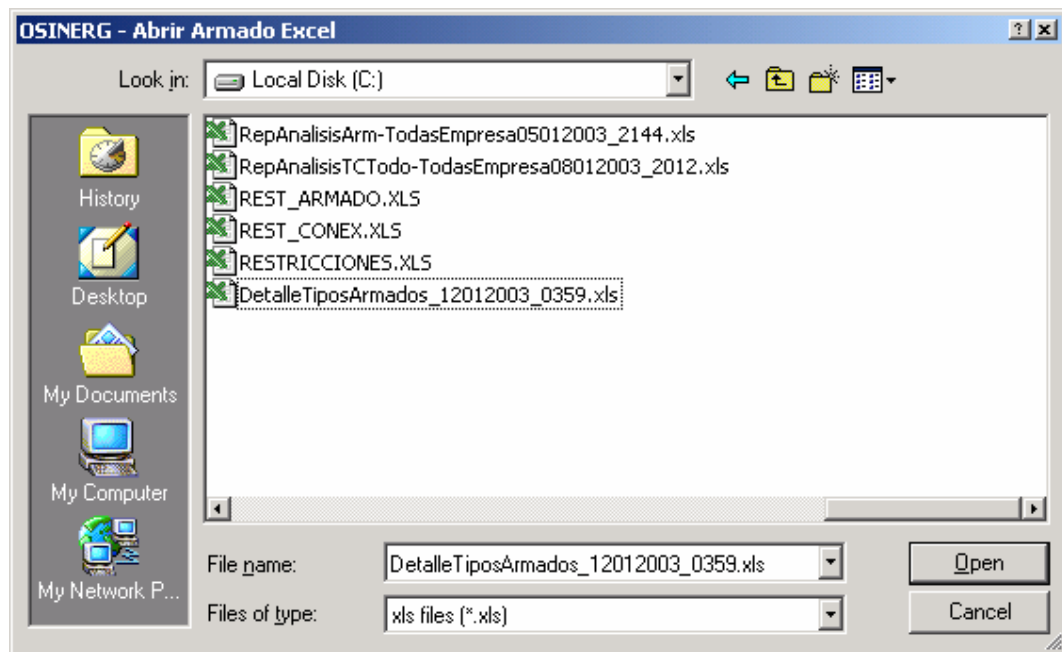 OSINERG - Abrir Armado Excel
Look in:
Local Disk (C:)
History
Desktop
My Documents
My Computer
My Network P...
RepAnalisisArm-TodasEmpresa05012003_2144.xls
RepAnalisisTCTodo-TodasEmpresa08012003_2012.xls
REST_ARMADO.XLS
REST_CONEX.XLS
RESTRICCIONES.XLS
DetalleTiposArmados_12012003_0359.xls
File name:
DetalleTiposArmados_12012003_0359.xls
Open
Files of type:
xls files (*.xls)
Cancel